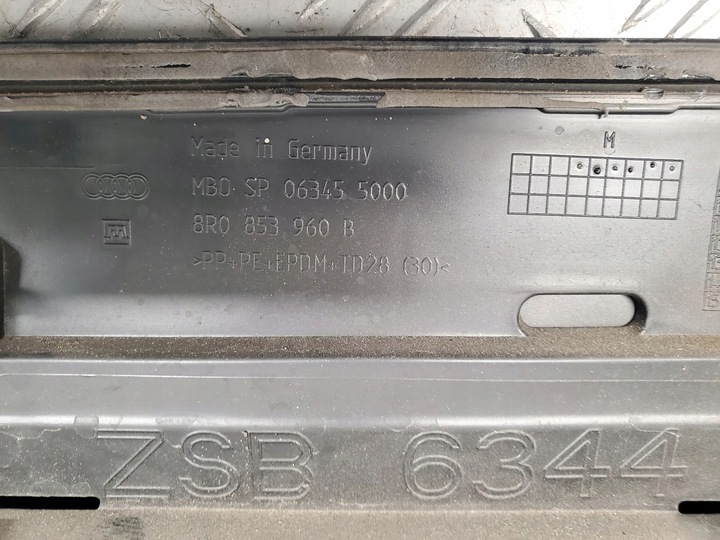 Made in Germany
M
MBO· SP 06345 5000
8R0 853 960 B
>PP+PE+EPDM+TD28 (30)<
ZSB 6344